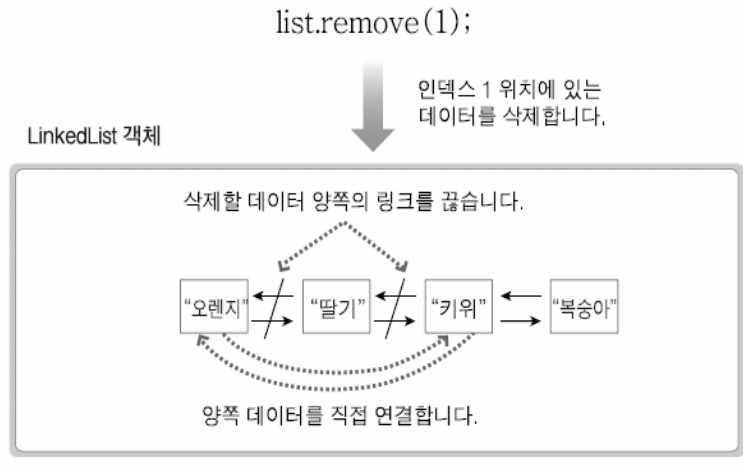 list.remove(1);
인덱스 1 위치에 있는
데이터를 삭제합니다.
LinkedList 객체
삭제할 데이터 양쪽의 링크를 끊습니다.
“오렌지” “딸기” “키위” “복숭아”
양쪽 데이터를 직접 연결합니다.